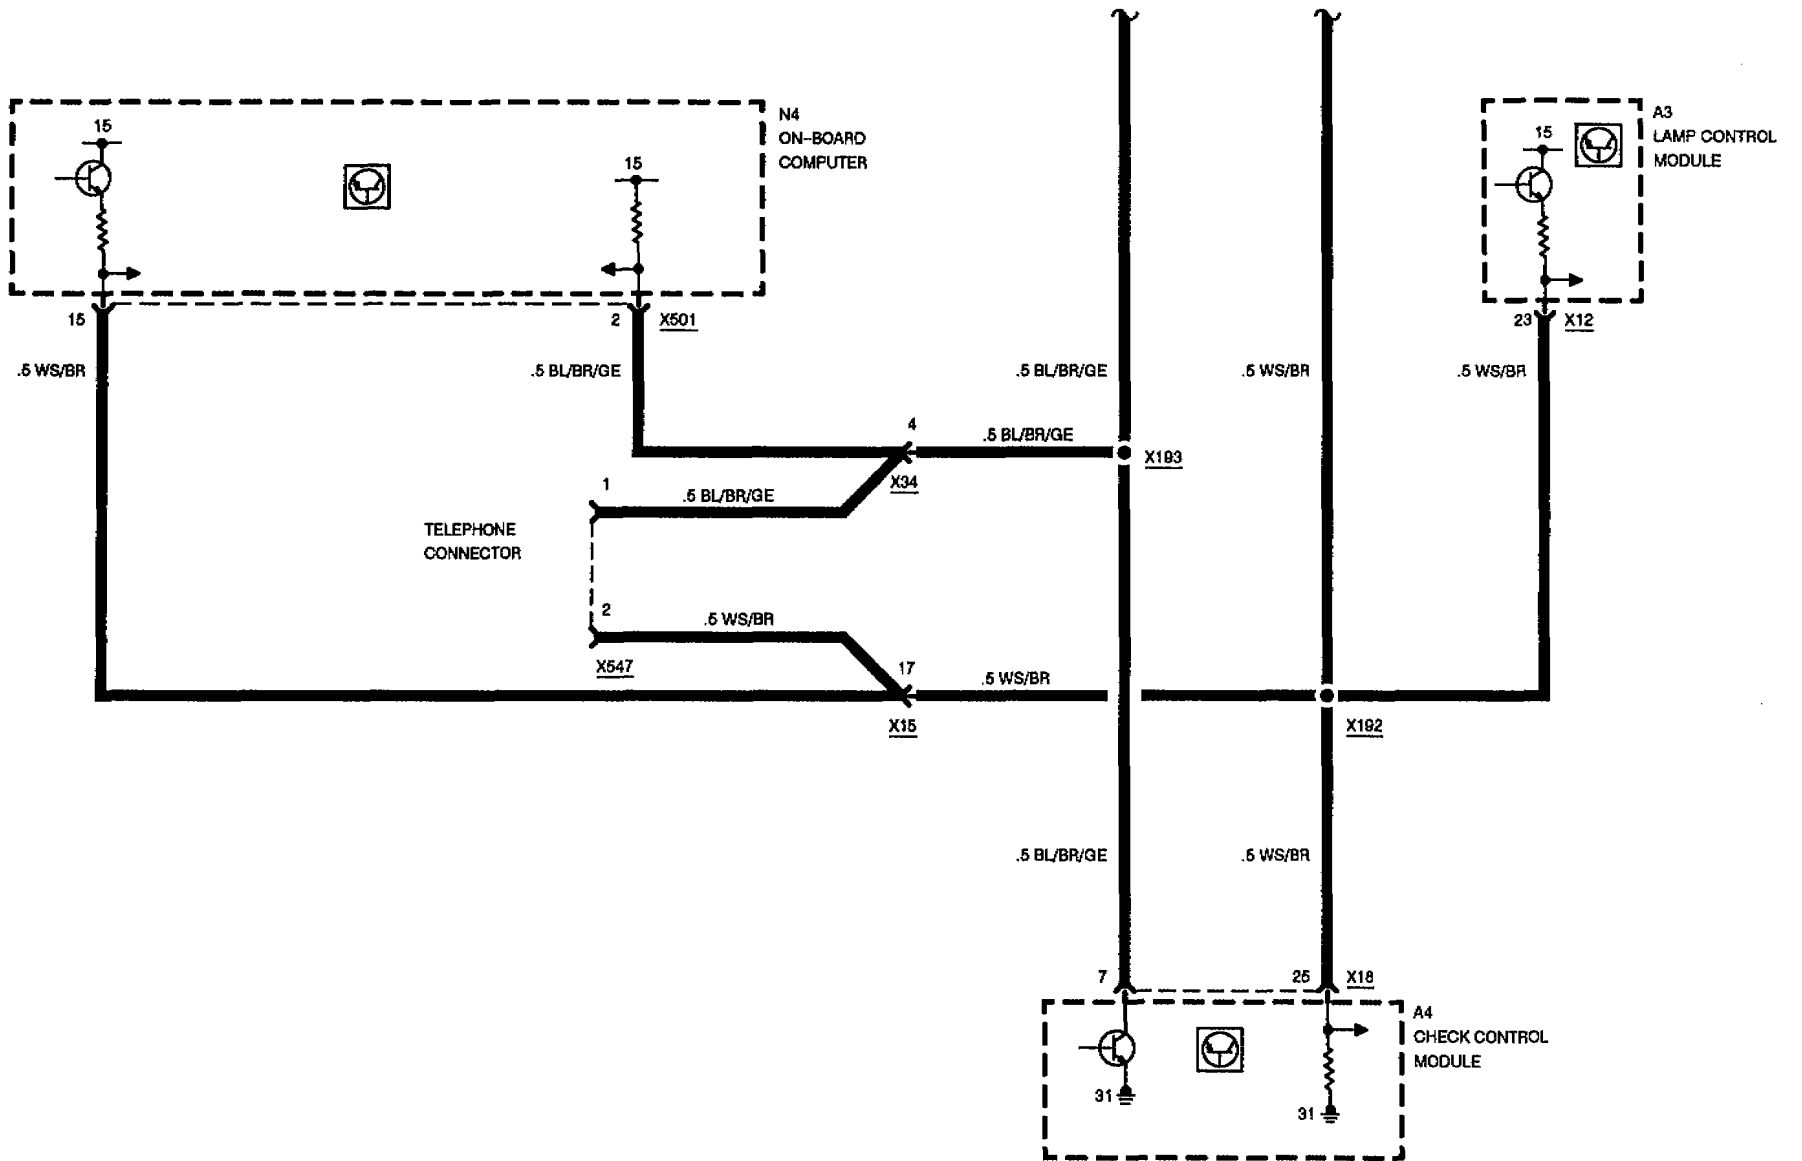 N4
ON-BOARD
COMPUTER
15
15
A3
LAMP CONTROL
MODULE
15
15
2
X501
23
X12
.5 WS/BR
.5 BL/BR/GE
.5 BL/BR/GE
.5 WS/BR
.5 WS/BR
4
.5 BL/BR/GE
X193
X34
1
.5 BL/BR/GE
TELEPHONE
CONNECTOR
2
.5 WS/BR
X547
17
.5 WS/BR
X15
X192
.5 BL/BR/GE
.5 WS/BR
7
25
X18
A4
CHECK CONTROL
MODULE
31
31